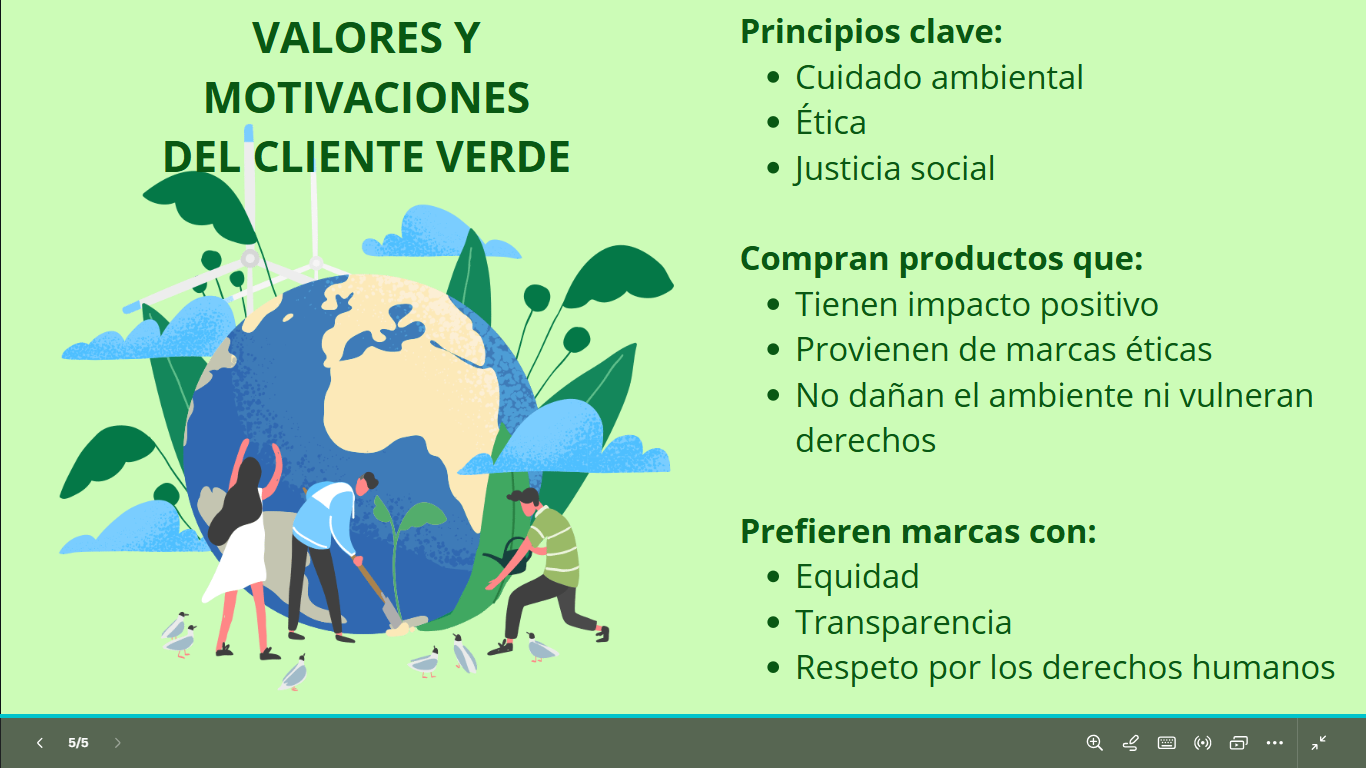 VALORES Y
MOTIVACIONES
DEL CLIENTE VERDE
Principios clave:
• Cuidado ambiental
• Ética
• Justicia social
Compran productos que:
• Tienen impacto positivo
• Provienen de marcas éticas
• No dañan el ambiente ni vulneran
derechos
Prefieren marcas con:
• Equidad
• Transparencia
• Respeto por los derechos humanos
5/5